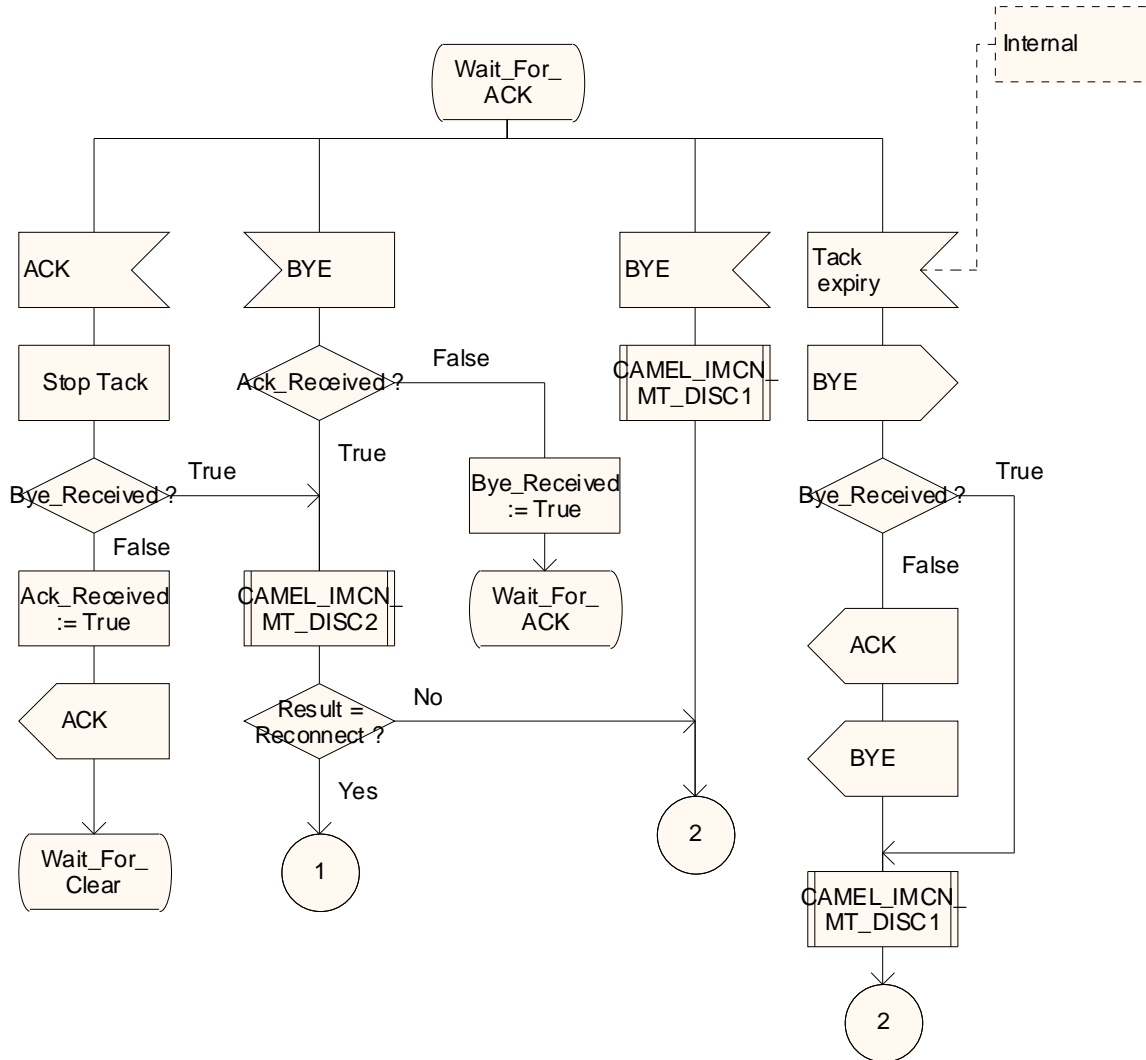 Internal
Wait_For_
ACK
ACK
BYE
BYE
Tack
expiry
Stop Tack
Ack_Received ?
False
CAMEL_IMCN_
MT_DISC1
BYE
True
True
Bye_Received ?
True
Bye_Received
:= True
Bye_Received ?
False
False
Ack_Received
:= True
CAMEL_IMCN_
MT_DISC2
Wait_For_
ACK
ACK
ACK
Result =
Reconnect ?
No
BYE
Yes
Wait_For_
Clear
1
2
CAMEL_IMCN_
MT_DISC1
2